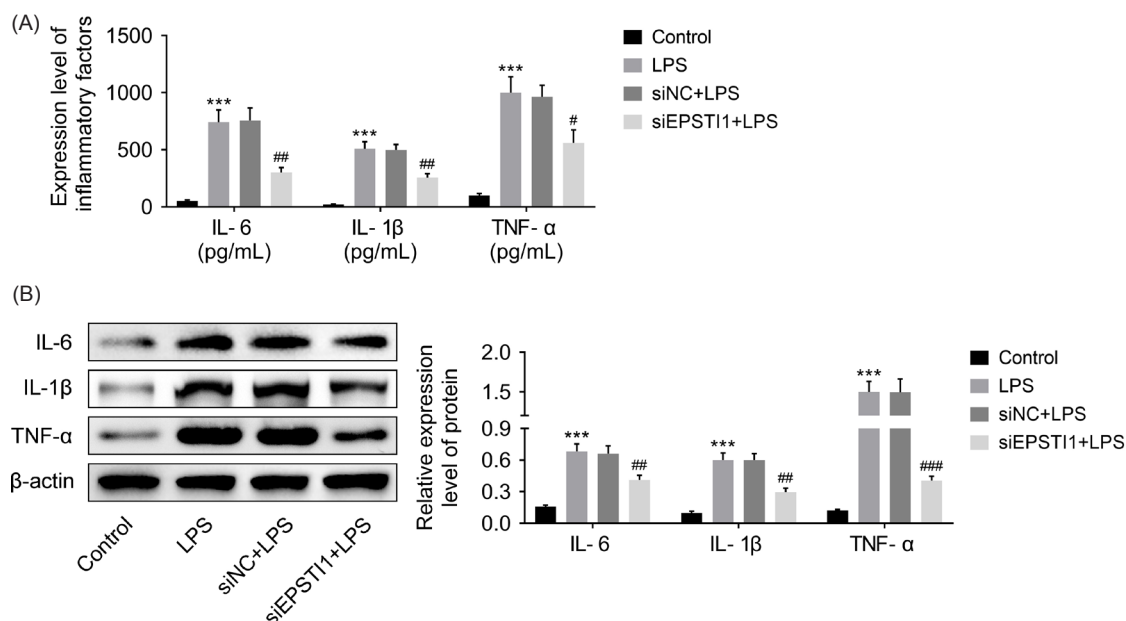 (A)
Expression level of
inflammatory factors
1500
1000
500
0
***
##
***
##
***
#
IL- 6
(pg/mL)
IL- 1β
(pg/mL)
TNF- α
(pg/mL)
Control
LPS
siNC+LPS
siEPSTI1+LPS
(B)
IL-6
IL-1β
TNF-α
β-actin
Control
LPS
siNC+LPS
siEPSTI1+LPS
Relative expression
level of protein
2.0
1.5
0.9
0.6
0.3
0.0
***
##
***
##
***
###
IL- 6
IL- 1β
TNF- α
Control
LPS
siNC+LPS
siEPSTI1+LPS